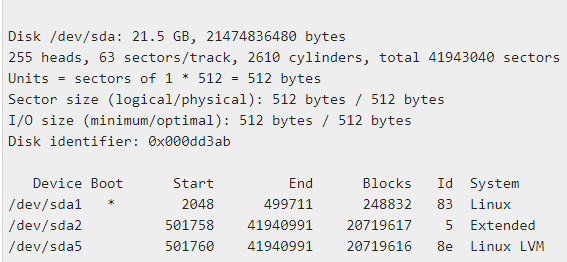 Disk /dev/sda: 21.5 GB, 21474836480 bytes
255 heads, 63 sectors/track, 2610 cylinders, total 41943040 sectors
Units = sectors of 1 * 512 = 512 bytes
Sector size (logical/physical): 512 bytes / 512 bytes
I/O size (minimum/optimal): 512 bytes / 512 bytes
Disk identifier: 0x000dd3ab
Device Boot Start End Blocks Id System
/dev/sda1 * 2048 499711 248832 83 Linux
/dev/sda2 501758 41940991 20719617 5 Extended
/dev/sda5 501760 41940991 20719616 8e Linux LVM